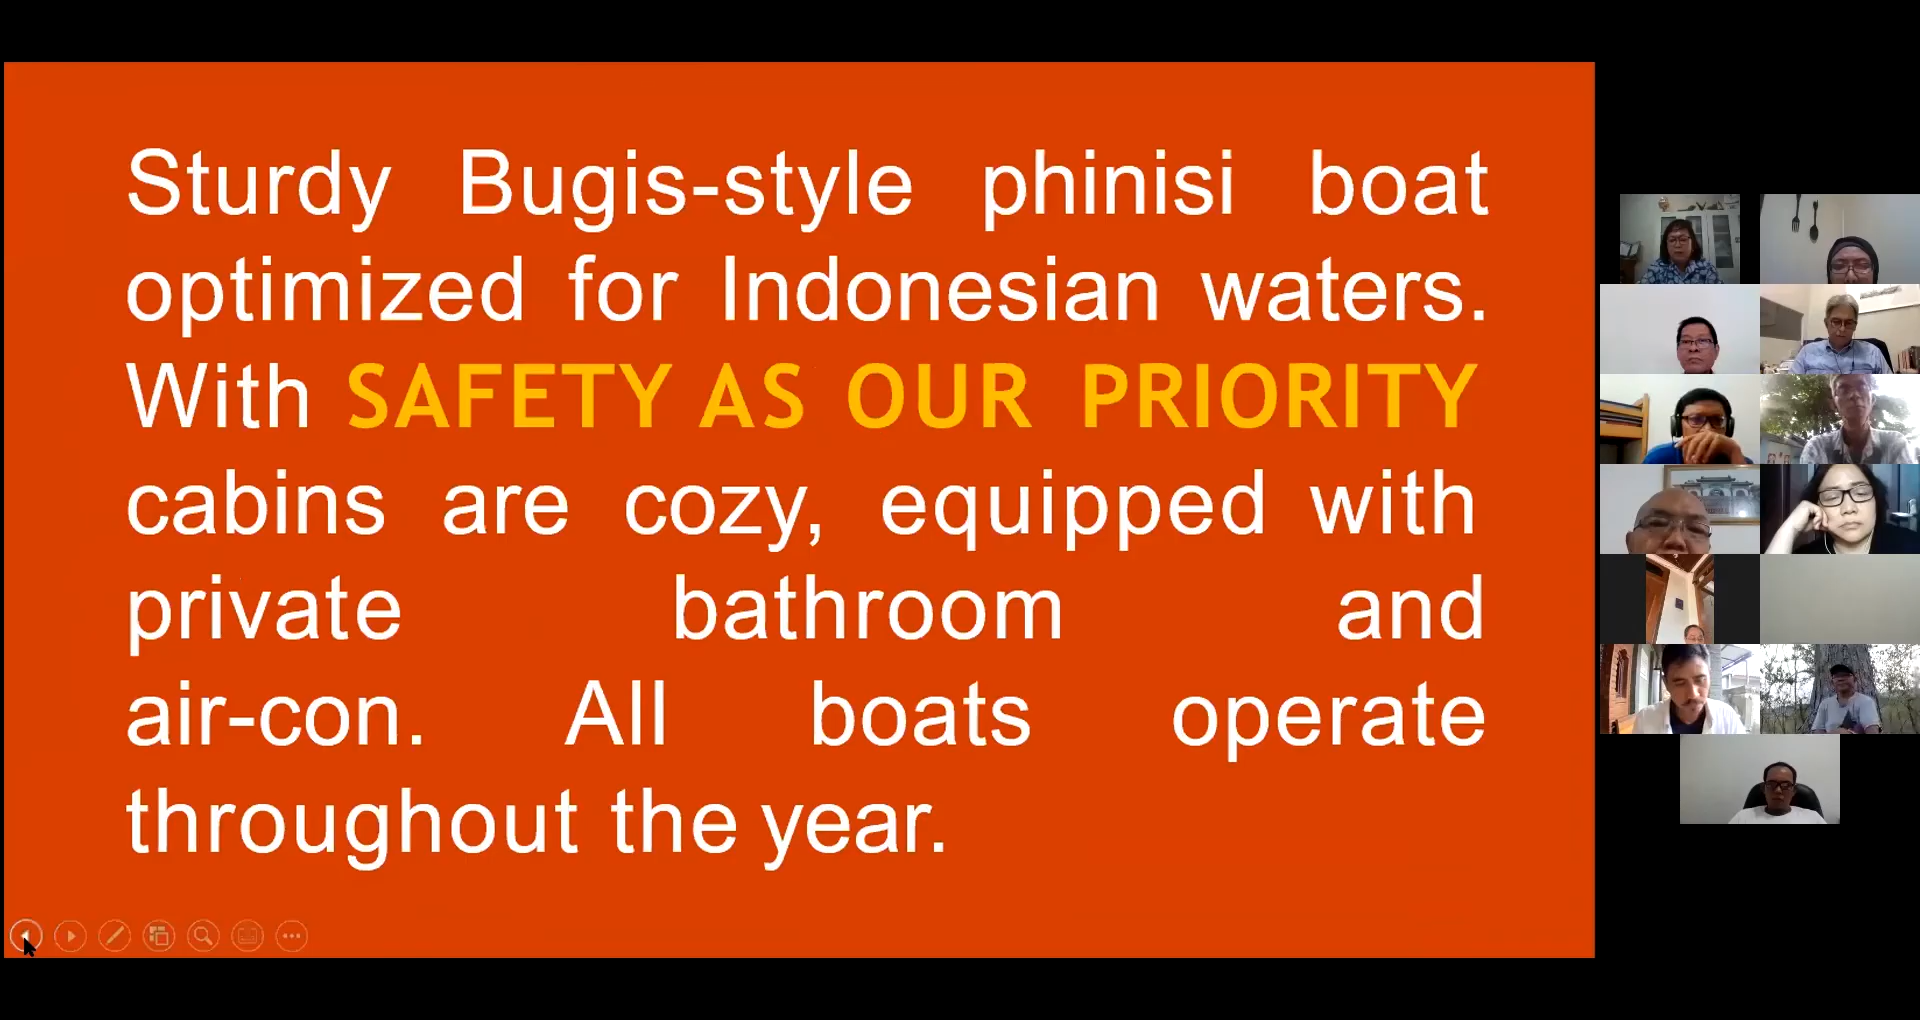 Sturdy Bugis-style phinisi boat
optimized for Indonesian waters.
With SAFETY AS OUR PRIORITY
cabins are cozy, equipped with
private bathroom and
air-con. All boats operate
throughout the year.